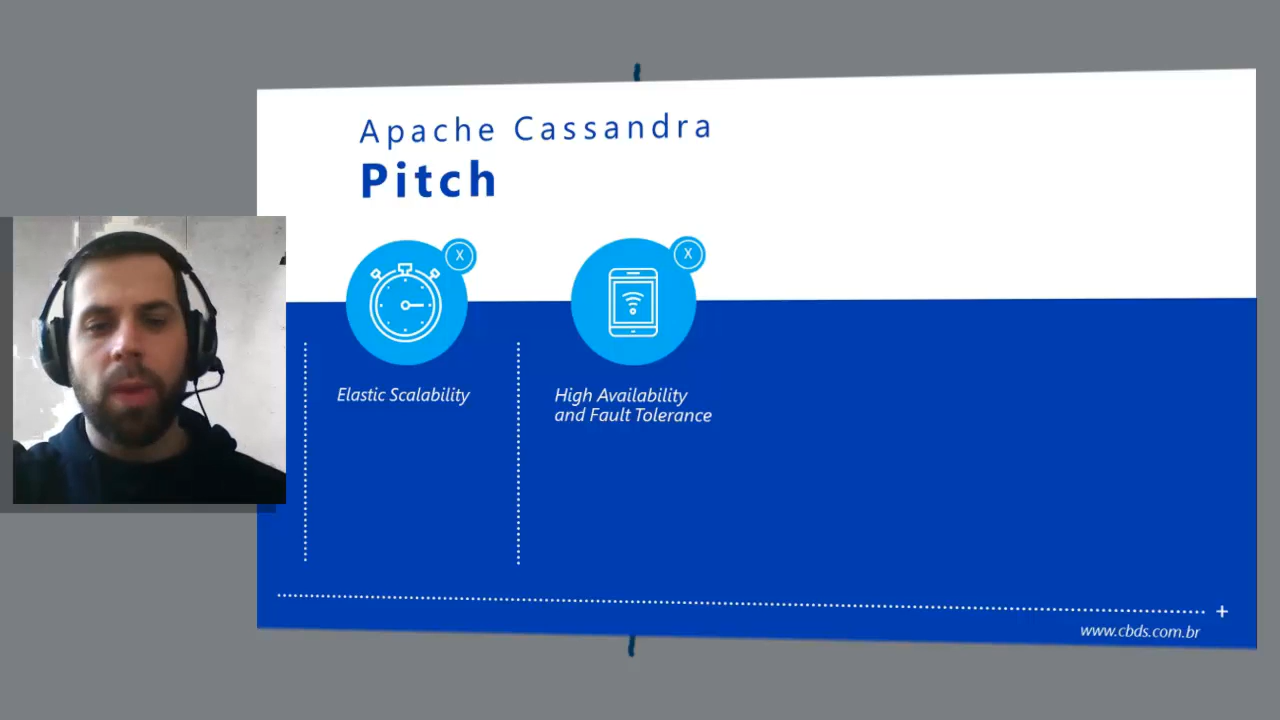 Apache Cassandra
Pitch
X
X
Elastic Scalability
High Availability
and Fault Tolerance
+
www.cbds.com.br